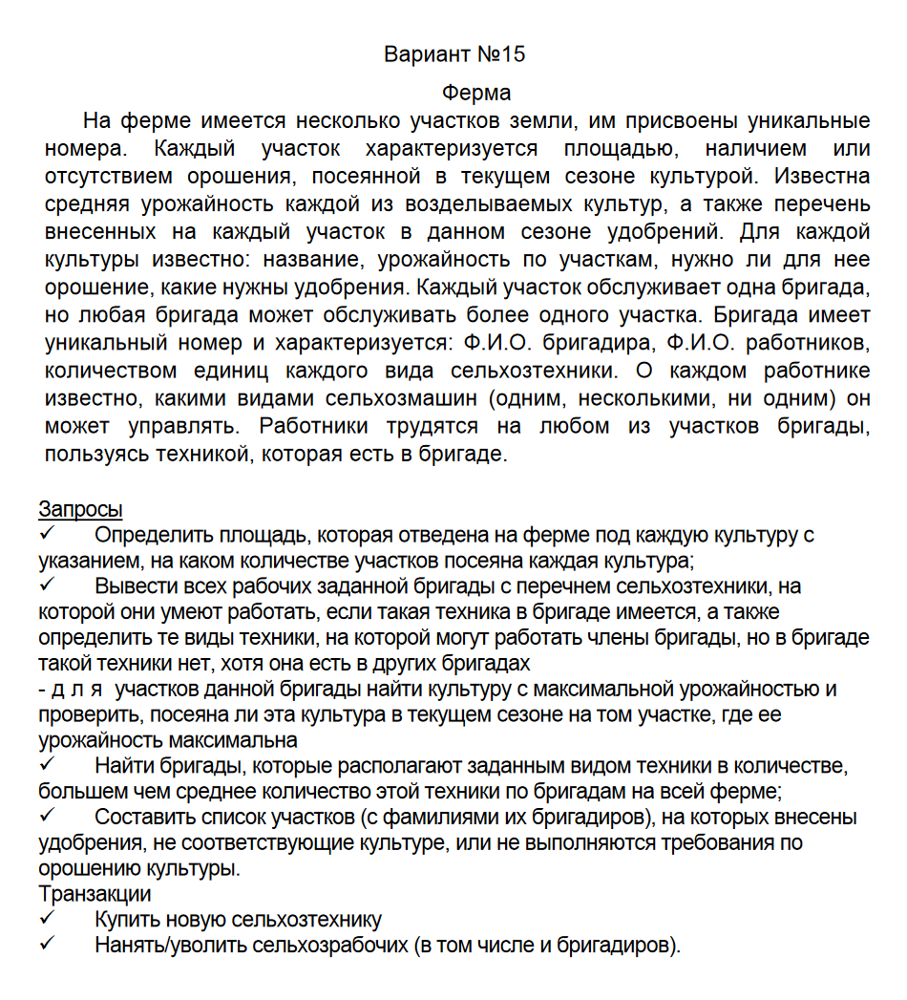 Вариант №15
Ферма
На ферме имеется несколько участков земли, им присвоены уникальные
номера. Каждый участок характеризуется площадью, наличием или
отсутствием орошения, посеянной в текущем сезоне культурой. Известна
средняя урожайность каждой из возделываемых культур, а также перечень
внесенных на каждый участок в данном сезоне удобрений. Для каждой
культуры известно: название, урожайность по участкам, нужно ли для нее
орошение, какие нужны удобрения. Каждый участок обслуживает одна бригада,
но любая бригада может обслуживать более одного участка. Бригада имеет
уникальный номер и характеризуется: Ф.И.О. бригадира, Ф.И.О. работников,
количеством единиц каждого вида сельхозтехники. О каждом работнике
известно, какими видами сельхозмашин (одним, несколькими, ни одним) он
может управлять. Работники трудятся на любом из участков бригады,
пользуясь техникой, которая есть в бригаде.
Запросы
✓ Определить площадь, которая отведена на ферме под каждую культуру с
указанием, на каком количестве участков посеяна каждая культура;
✓ Вывести всех рабочих заданной бригады с перечнем сельхозтехники, на
которой они умеют работать, если такая техника в бригаде имеется, а также
определить те виды техники, на которой могут работать члены бригады, но в бригаде
такой техники нет, хотя она есть в других бригадах
- д л я участков данной бригады найти культуру с максимальной урожайностью и
проверить, посеяна ли эта культура в текущем сезоне на том участке, где ее
урожайность максимальна
✓ Найти бригады, которые располагают заданным видом техники в количестве,
большем чем среднее количество этой техники по бригадам на всей ферме;
✓ Составить список участков (с фамилиями их бригадиров), на которых внесены
удобрения, не соответствующие культуре, или не выполняются требования по
орошению культуры.
Транзакции
✓ Купить новую сельхозтехнику
✓ Нанять/уволить сельхозрабочих (в том числе и бригадиров).